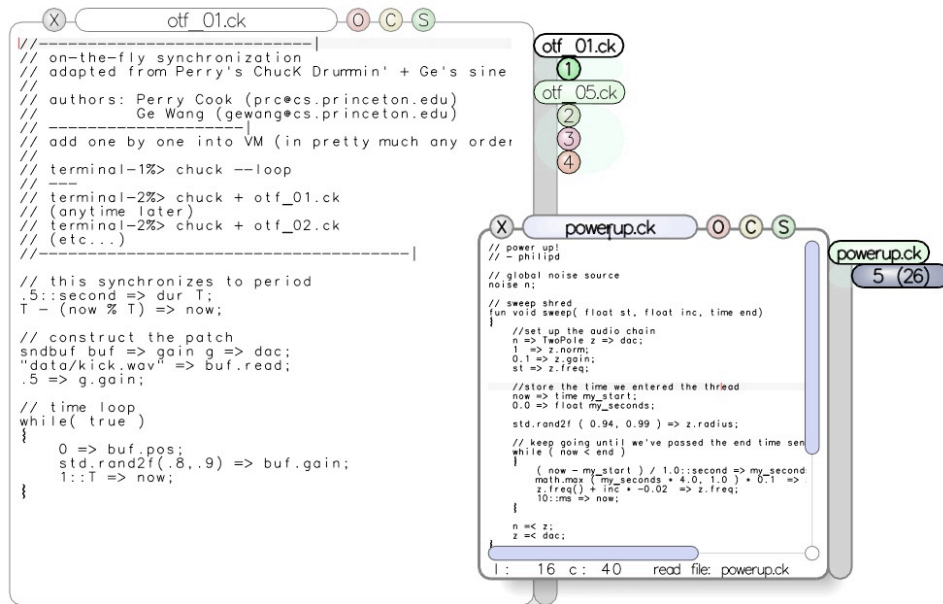 X otf_01.ck O C S
//-----------------------------|
// on-the-fly synchronization
// adapted from Perry's ChucK Drummin' + Ge's sine
//
// authors: Perry Cook (prc@cs.princeton.edu)
// Ge Wang (gewang@cs.princeton.edu)
// --------------------|
// add one by one into VM (in pretty much any order
//
// terminal-1%> chuck --loop
// ---
// terminal-2%> chuck + otf_01.ck
// (anytime later)
// terminal-2%> chuck + otf_02.ck
// (etc...)
//---------------------------------------|
// this synchronizes to period
.5::second => dur T;
T - (now % T) => now;
// construct the patch
sndbuf buf => gain g => dac;
"data/kick.wav" => buf.read;
.5 => g.gain;
// time loop
while( true )
{
0 => buf.pos;
std.rand2f(.8,.9) => buf.gain;
1::T => now;
}
otf_01.ck
1
otf_05.ck
2
3
4
X powerup.ck O C S
// power up!
// - philipd
// global noise source
noise n;
// sweep shred
fun void sweep( float st, float inc, time end)
{
//set up the audio chain
n => TwoPole z => dac;
1 => z.norm;
0.1 => z.gain;
st => z.freq;
//store the time we entered the thread
now => time my_start;
0.0 => float my_seconds;
std.rand2f ( 0.94, 0.99 ) => z.radius;
// keep going until we've passed the end time sen
while ( now < end )
{
( now - my_start ) / 1.0::second => my_second
math.max ( my_seconds * 4.0, 1.0 ) * 0.1 =>
z.freq() + inc * -0.02 => z.freq;
10::ms => now;
}
n =< z;
z =< dac;
}
l : 16 c : 40 read file: powerup.ck
powerup.ck
5 (26)